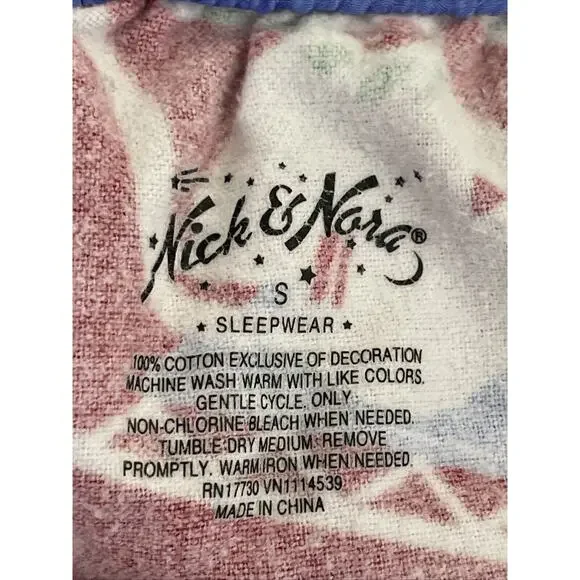 Nick & Nora®
S
★ SLEEPWEAR ★
100% COTTON EXCLUSIVE OF DECORATION
MACHINE WASH WARM WITH LIKE COLORS.
GENTLE CYCLE. ONLY
NON-CHLORINE BLEACH WHEN NEEDED.
TUMBLE DRY MEDIUM. REMOVE
PROMPTLY. WARM IRON WHEN NEEDED.
RN17730 VN1114539
MADE IN CHINA